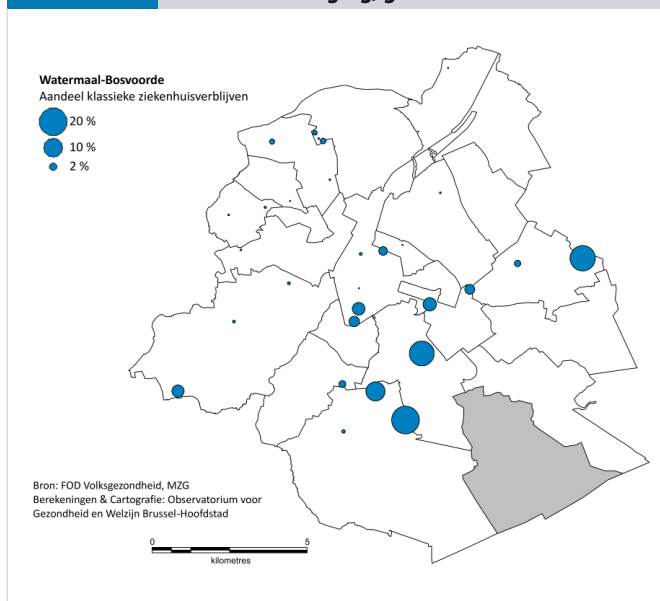 Watermaal-Bosvoorde
Aandeel klassieke ziekenhuisverblijven
20 %
10 %
2 %
Bron: FOD Volksgezondheid, MZG
Berekeningen & Cartografie: Observatorium voor
Gezondheid en Welzijn Brussel-Hoofdstad
0 5
kilometres